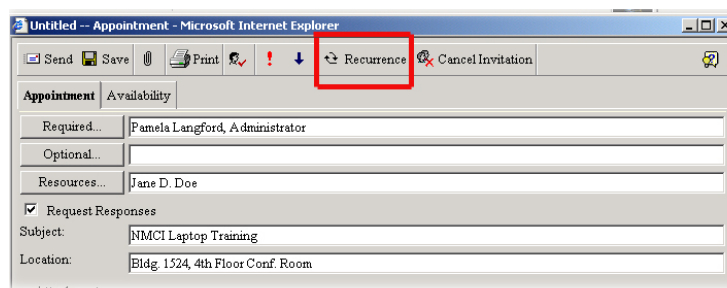 Untitled -- Appointment - Microsoft Internet Explorer
Send Save Print ! Recurrence Cancel Invitation
Appointment Availability
Required... Pamela Langford, Administrator
Optional...
Resources... Jane D. Doe
Request Responses
Subject: NMCI Laptop Training
Location: Bldg. 1524, 4th Floor Conf. Room